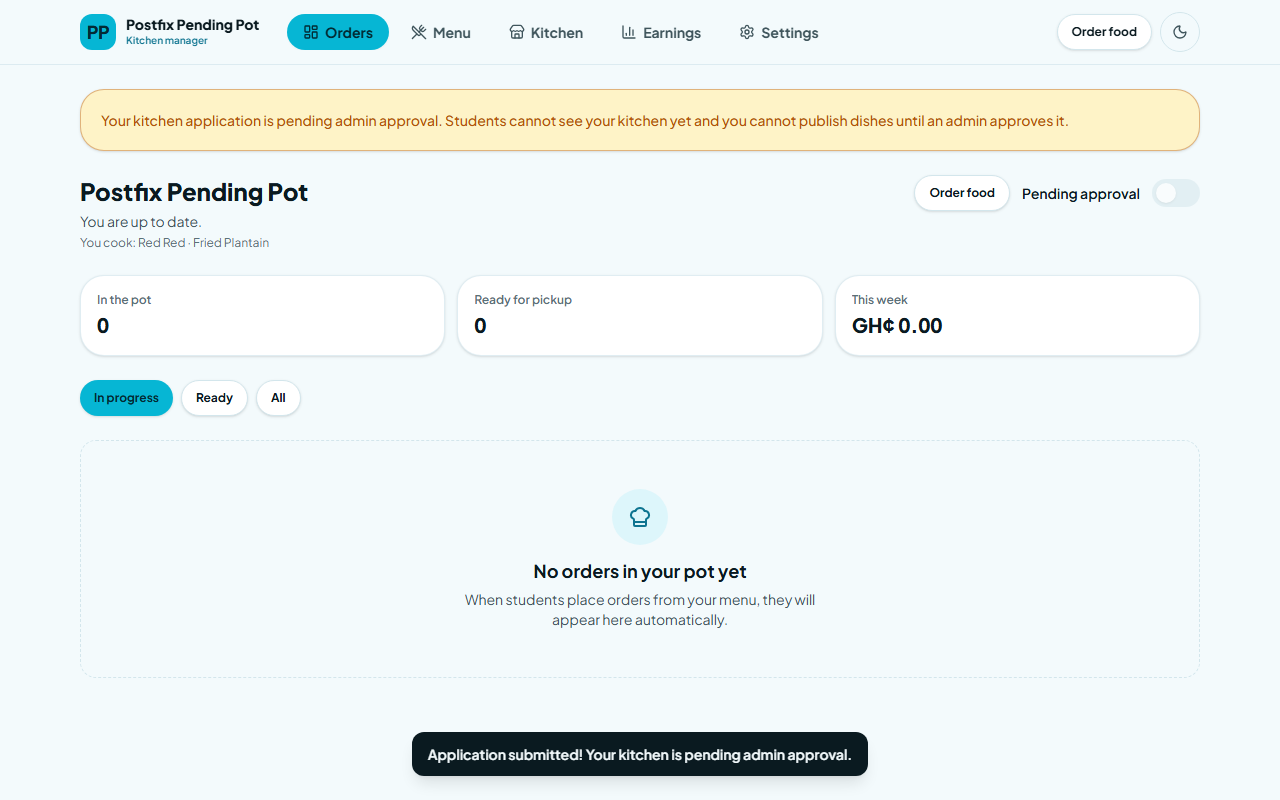 PP
Postfix Pending Pot
Kitchen manager
Orders
Menu
Kitchen
Earnings
Settings
Order food
Your kitchen application is pending admin approval. Students cannot see your kitchen yet and you cannot publish dishes until an admin approves it.
Postfix Pending Pot
Order food
Pending approval
You are up to date.
You cook: Red Red · Fried Plantain
In the pot
0
Ready for pickup
0
This week
GH¢ 0.00
In progress
Ready
All
No orders in your pot yet
When students place orders from your menu, they will
appear here automatically.
Application submitted! Your kitchen is pending admin approval.